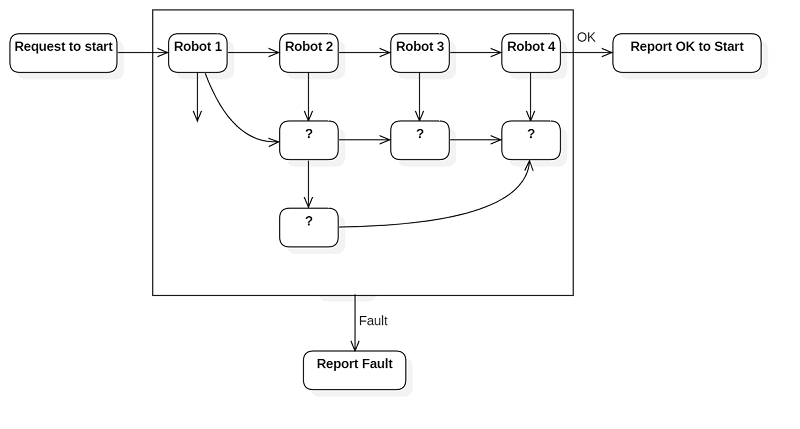 Request to start
Robot 1
Robot 2
Robot 3
Robot 4
OK
Report OK to Start
?
?
?
?
Fault
Report Fault